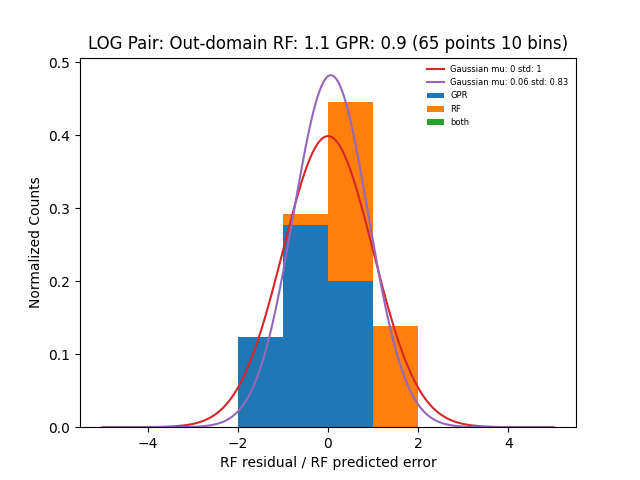 LOG Pair: Out-domain RF: 1.1 GPR: 0.9 (65 points 10 bins)
Gaussian mu: 0 std: 1
Gaussian mu: 0.06 std: 0.83
GPR
RF
both
Normalized Counts
0.5
0.4
0.3
0.2
0.1
0.0
−4 −2 0 2 4
RF residual / RF predicted error